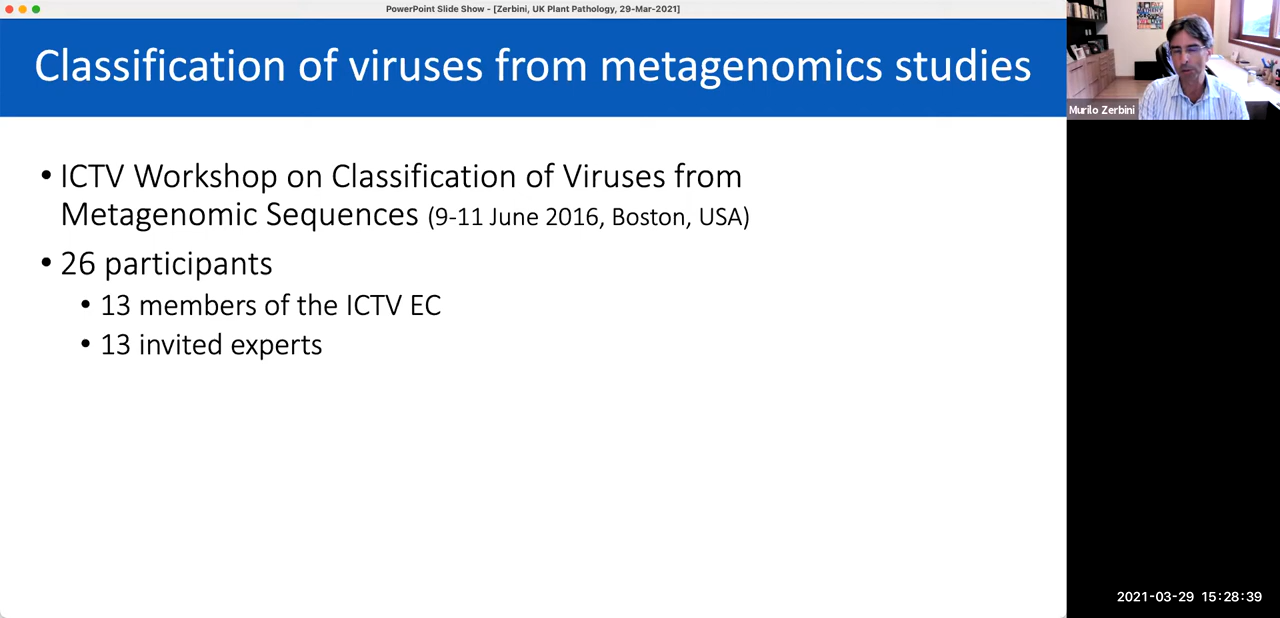 PowerPoint Slide Show - [Zerbini, UK Plant Pathology, 29-Mar-2021]
Classification of viruses from metagenomics studies
Murilo Zerbini
• ICTV Workshop on Classification of Viruses from
Metagenomic Sequences (9-11 June 2016, Boston, USA)
• 26 participants
• 13 members of the ICTV EC
• 13 invited experts
2021-03-29 15:28:39